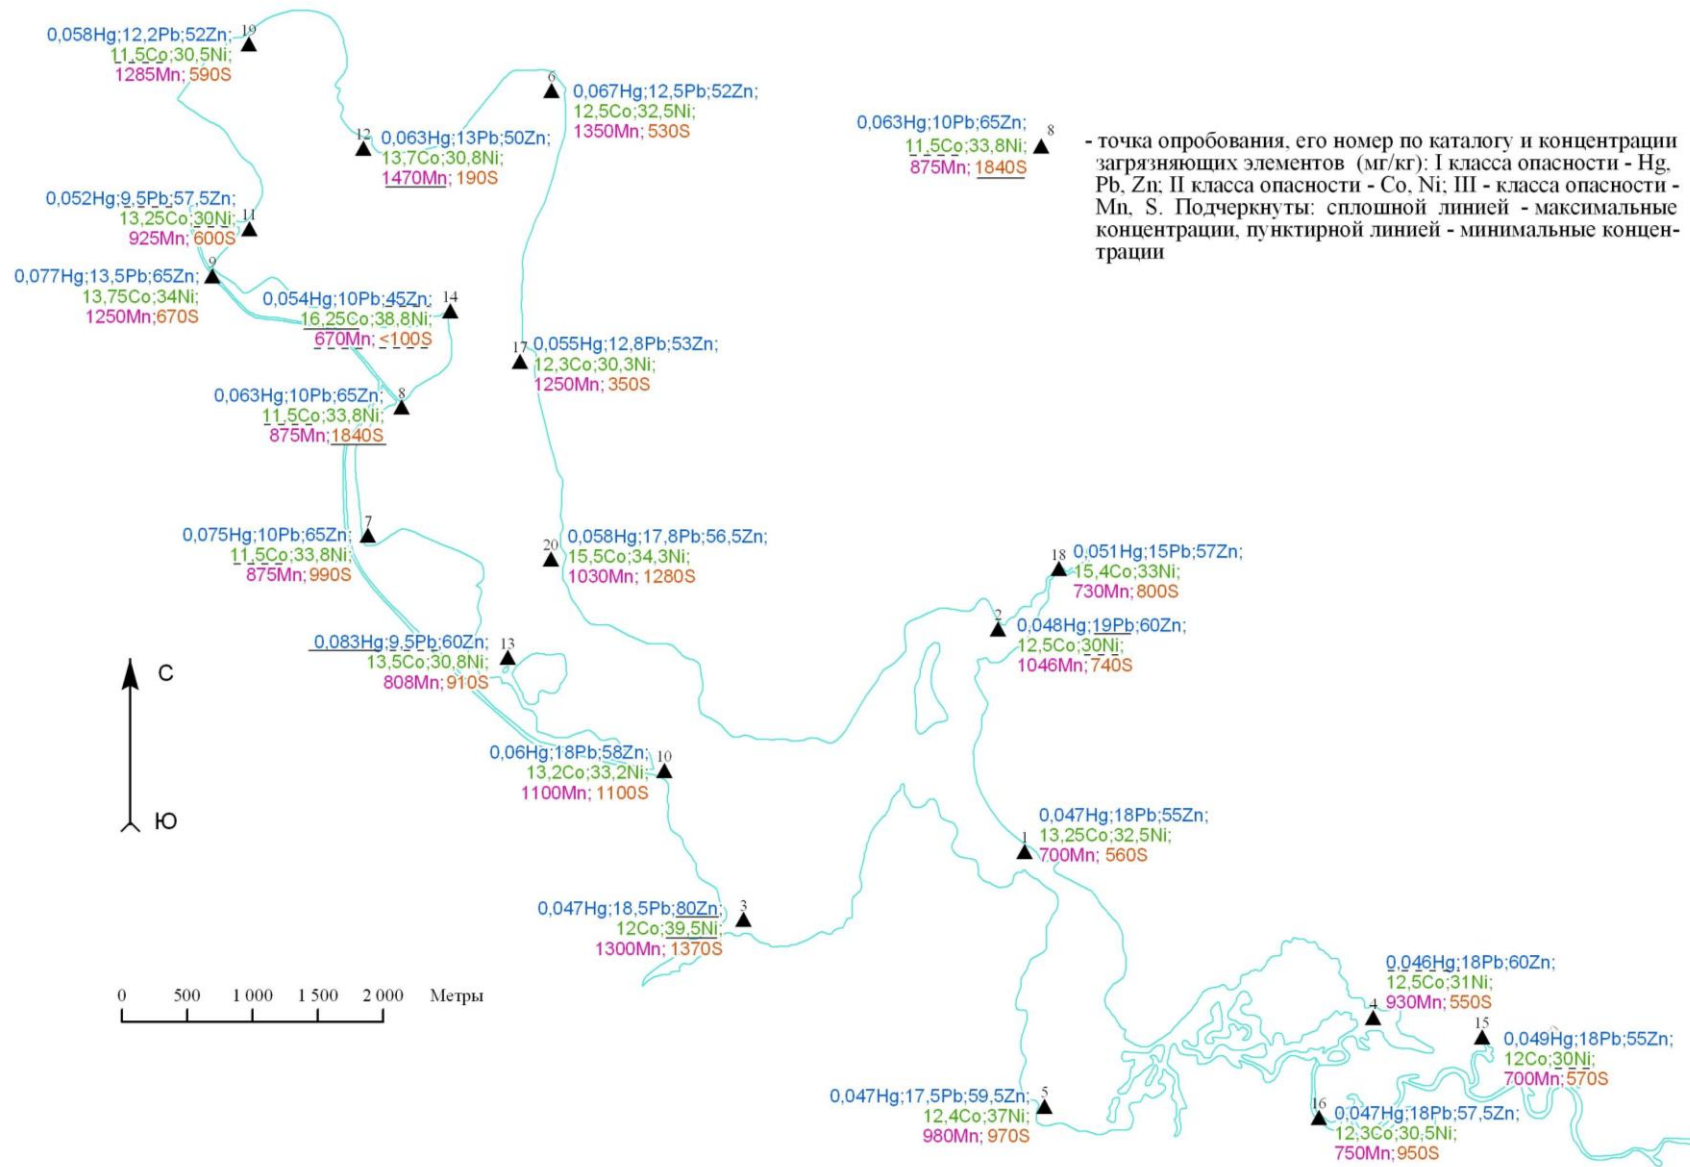 19
0,058Hg;12,2Pb;52Zn;
11,5Co;30,5Ni;
1285Mn; 590S
6
0,067Hg;12,5Pb;52Zn;
12,5Co;32,5Ni;
1350Mn; 530S
12
0,063Hg;13Pb;50Zn;
13,7Co;30,8Ni;
1470Mn; 190S
0,063Hg;10Pb;65Zn;
8
11,5Co;33,8Ni;
875Mn; 1840S
- точка опробования, его номер по каталогу и концентрации
загрязняющих элементов (мг/кг): I класса опасности - Hg,
Pb, Zn; II класса опасности - Co, Ni; III - класса опасности -
Mn, S. Подчеркнуты: сплошной линией - максимальные
концентрации, пунктирной линией - минимальные концен-
трации
0,052Hg;9,5Pb;57,5Zn;
11
13,25Co;30Ni;
925Mn; 600S
9
0,077Hg;13,5Pb;65Zn;
13,75Co;34Ni;
1250Mn;670S
0,054Hg;10Pb;45Zn;
14
16,25Co;38,8Ni;
670Mn; <100S
17
0,055Hg;12,8Pb;53Zn;
12,3Co;30,3Ni;
1250Mn; 350S
0,063Hg;10Pb;65Zn;
8
11,5Co;33,8Ni;
875Mn;1840S
7
0,075Hg;10Pb;65Zn;
11,5Co;33,8Ni;
875Mn;990S
20
0,058Hg;17,8Pb;56,5Zn;
15,5Co;34,3Ni;
1030Mn; 1280S
18
0,051Hg;15Pb;57Zn;
15,4Co;33Ni;
730Mn; 800S
2
0,048Hg;19Pb;60Zn;
12,5Co;30Ni;
1046Mn; 740S
0,083Hg;9,5Pb;60Zn;
13
13,5Co;30,8Ni;
808Mn; 910S
С
Ю
0,06Hg;18Pb;58Zn;
10
13,2Co;33,2Ni;
1100Mn; 1100S
0,047Hg;18Pb;55Zn;
1
13,25Co;32,5Ni;
700Mn; 560S
0,047Hg;18,5Pb;80Zn;
3
12Co;39,5Ni;
1300Mn; 1370S
0 500 1 000 1 500 2 000 Метры
0,046Hg;18Pb;60Zn;
12,5Co;31Ni;
4
930Mn; 550S
15
0,049Hg;18Pb;55Zn;
12Co;30Ni;
700Mn; 570S
0,047Hg;17,5Pb;59,5Zn;
5
12,4Co;37Ni;
980Mn; 970S
16
0,047Hg;18Pb;57,5Zn;
12,3Co;30,5Ni;
750Mn; 950S